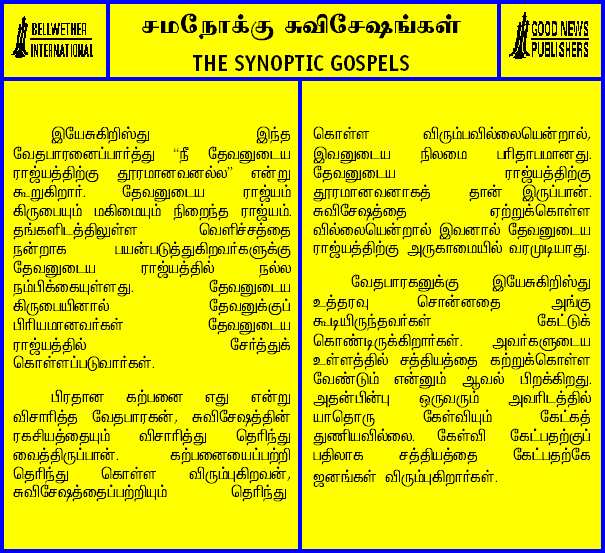 BELLWETHER
INTERNATIONAL
சமநோக்கு சுவிசேஷங்கள்
THE SYNOPTIC GOSPELS
GOOD NEWS
PUBLISHERS
இயேசுகிறிஸ்து இந்த
வேதபாரனைப்பார்த்து “நீ தேவனுடைய
ராஜ்யத்திற்கு தூரமானவனல்ல” என்று
கூறுகிறார். தேவனுடைய ராஜ்யம்
கிருபையும் மகிமையும் நிறைந்த ராஜ்யம்.
தங்களிடத்திலுள்ள வெளிச்சத்தை
நன்றாக பயன்படுத்துகிறவர்களுக்கு
தேவனுடைய ராஜ்யத்தில் நல்ல
நம்பிக்கையுள்ளது. தேவனுடைய
கிருபையினால் தேவனுக்குப்
பிரியமானவர்கள் தேவனுடைய
ராஜ்யத்தில் சேர்த்துக்
கொள்ளப்படுவார்கள்.
பிரதான கற்பனை எது என்று
விசாரித்த வேதபாரகன், சுவிசேஷத்தின்
ரகசியத்தையும் விசாரித்து தெரிந்து
வைத்திருப்பான். கற்பனையைப்பற்றி
தெரிந்து கொள்ள விரும்புகிறவன்,
சுவிசேஷத்தைப்பற்றியும் தெரிந்து
கொள்ள விரும்பவில்லையென்றால்,
இவனுடைய நிலமை பரிதாபமானது.
தேவனுடைய ராஜ்யத்திற்கு
தூரமானவனாகத் தான் இருப்பான்.
சுவிசேஷத்தை ஏற்றுக்கொள்ள
வில்லையென்றால் இவனால் தேவனுடைய
ராஜ்யத்திற்கு அருகாமையில் வரமுடியாது.
வேதபாரகனுக்கு இயேசுகிறிஸ்து
உத்தரவு சொன்னதை அங்கு
கூடியிருந்தவர்கள் கேட்டுக்
கொண்டிருக்கிறார்கள். அவர்களுடைய
உள்ளத்தில் சத்தியத்தை கற்றுக்கொள்ள
வேண்டும் என்னும் ஆவல் பிறக்கிறது.
அதன்பின்பு ஒருவரும் அவரிடத்தில்
யாதொரு கேள்வியும் கேட்கத்
துணியவில்லை. கேள்வி கேட்பதற்குப்
பதிலாக சத்தியத்தை கேட்பதற்கே
ஜனங்கள் விரும்புகிறார்கள்.